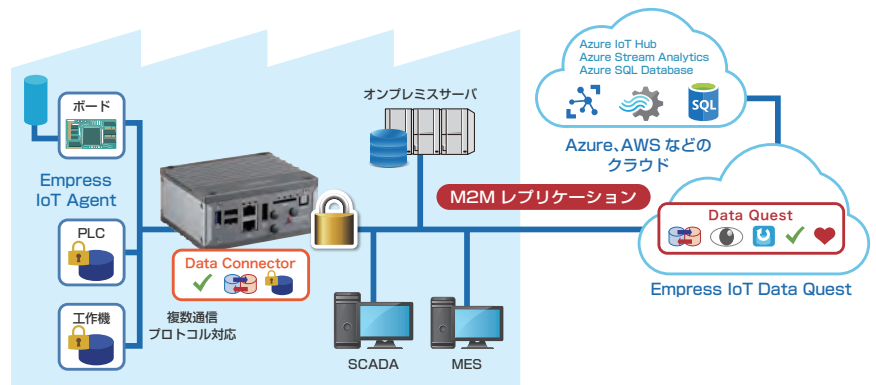 ボード
Empress
IoT Agent
PLC
工作機
Data Connector
複数通信
プロトコル対応
オンプレミスサーバ
SCADA
MES
M2M レプリケーション
Azure IoT Hub
Azure Stream Analytics
Azure SQL Database
SQL
Azure、AWS などの
クラウド
Data Quest
Empress IoT Data Quest